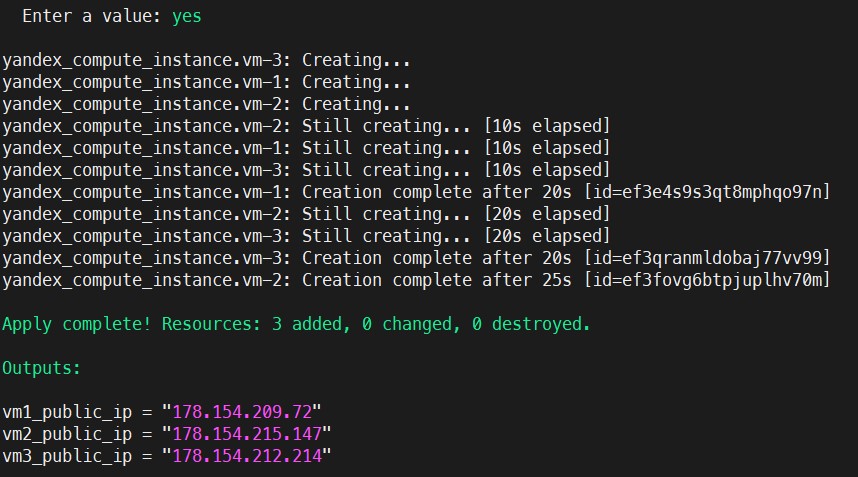 Enter a value: yes
yandex_compute_instance.vm-3: Creating...
yandex_compute_instance.vm-1: Creating...
yandex_compute_instance.vm-2: Creating...
yandex_compute_instance.vm-2: Still creating... [10s elapsed]
yandex_compute_instance.vm-1: Still creating... [10s elapsed]
yandex_compute_instance.vm-3: Still creating... [10s elapsed]
yandex_compute_instance.vm-1: Creation complete after 20s [id=ef3e4s9s3qt8mphqo97n]
yandex_compute_instance.vm-2: Still creating... [20s elapsed]
yandex_compute_instance.vm-3: Still creating... [20s elapsed]
yandex_compute_instance.vm-3: Creation complete after 20s [id=ef3qranmldobaj77vv99]
yandex_compute_instance.vm-2: Creation complete after 25s [id=ef3fovg6btpjuplhv70m]
Apply complete! Resources: 3 added, 0 changed, 0 destroyed.
Outputs:
vm1_public_ip = "178.154.209.72"
vm2_public_ip = "178.154.215.147"
vm3_public_ip = "178.154.212.214"